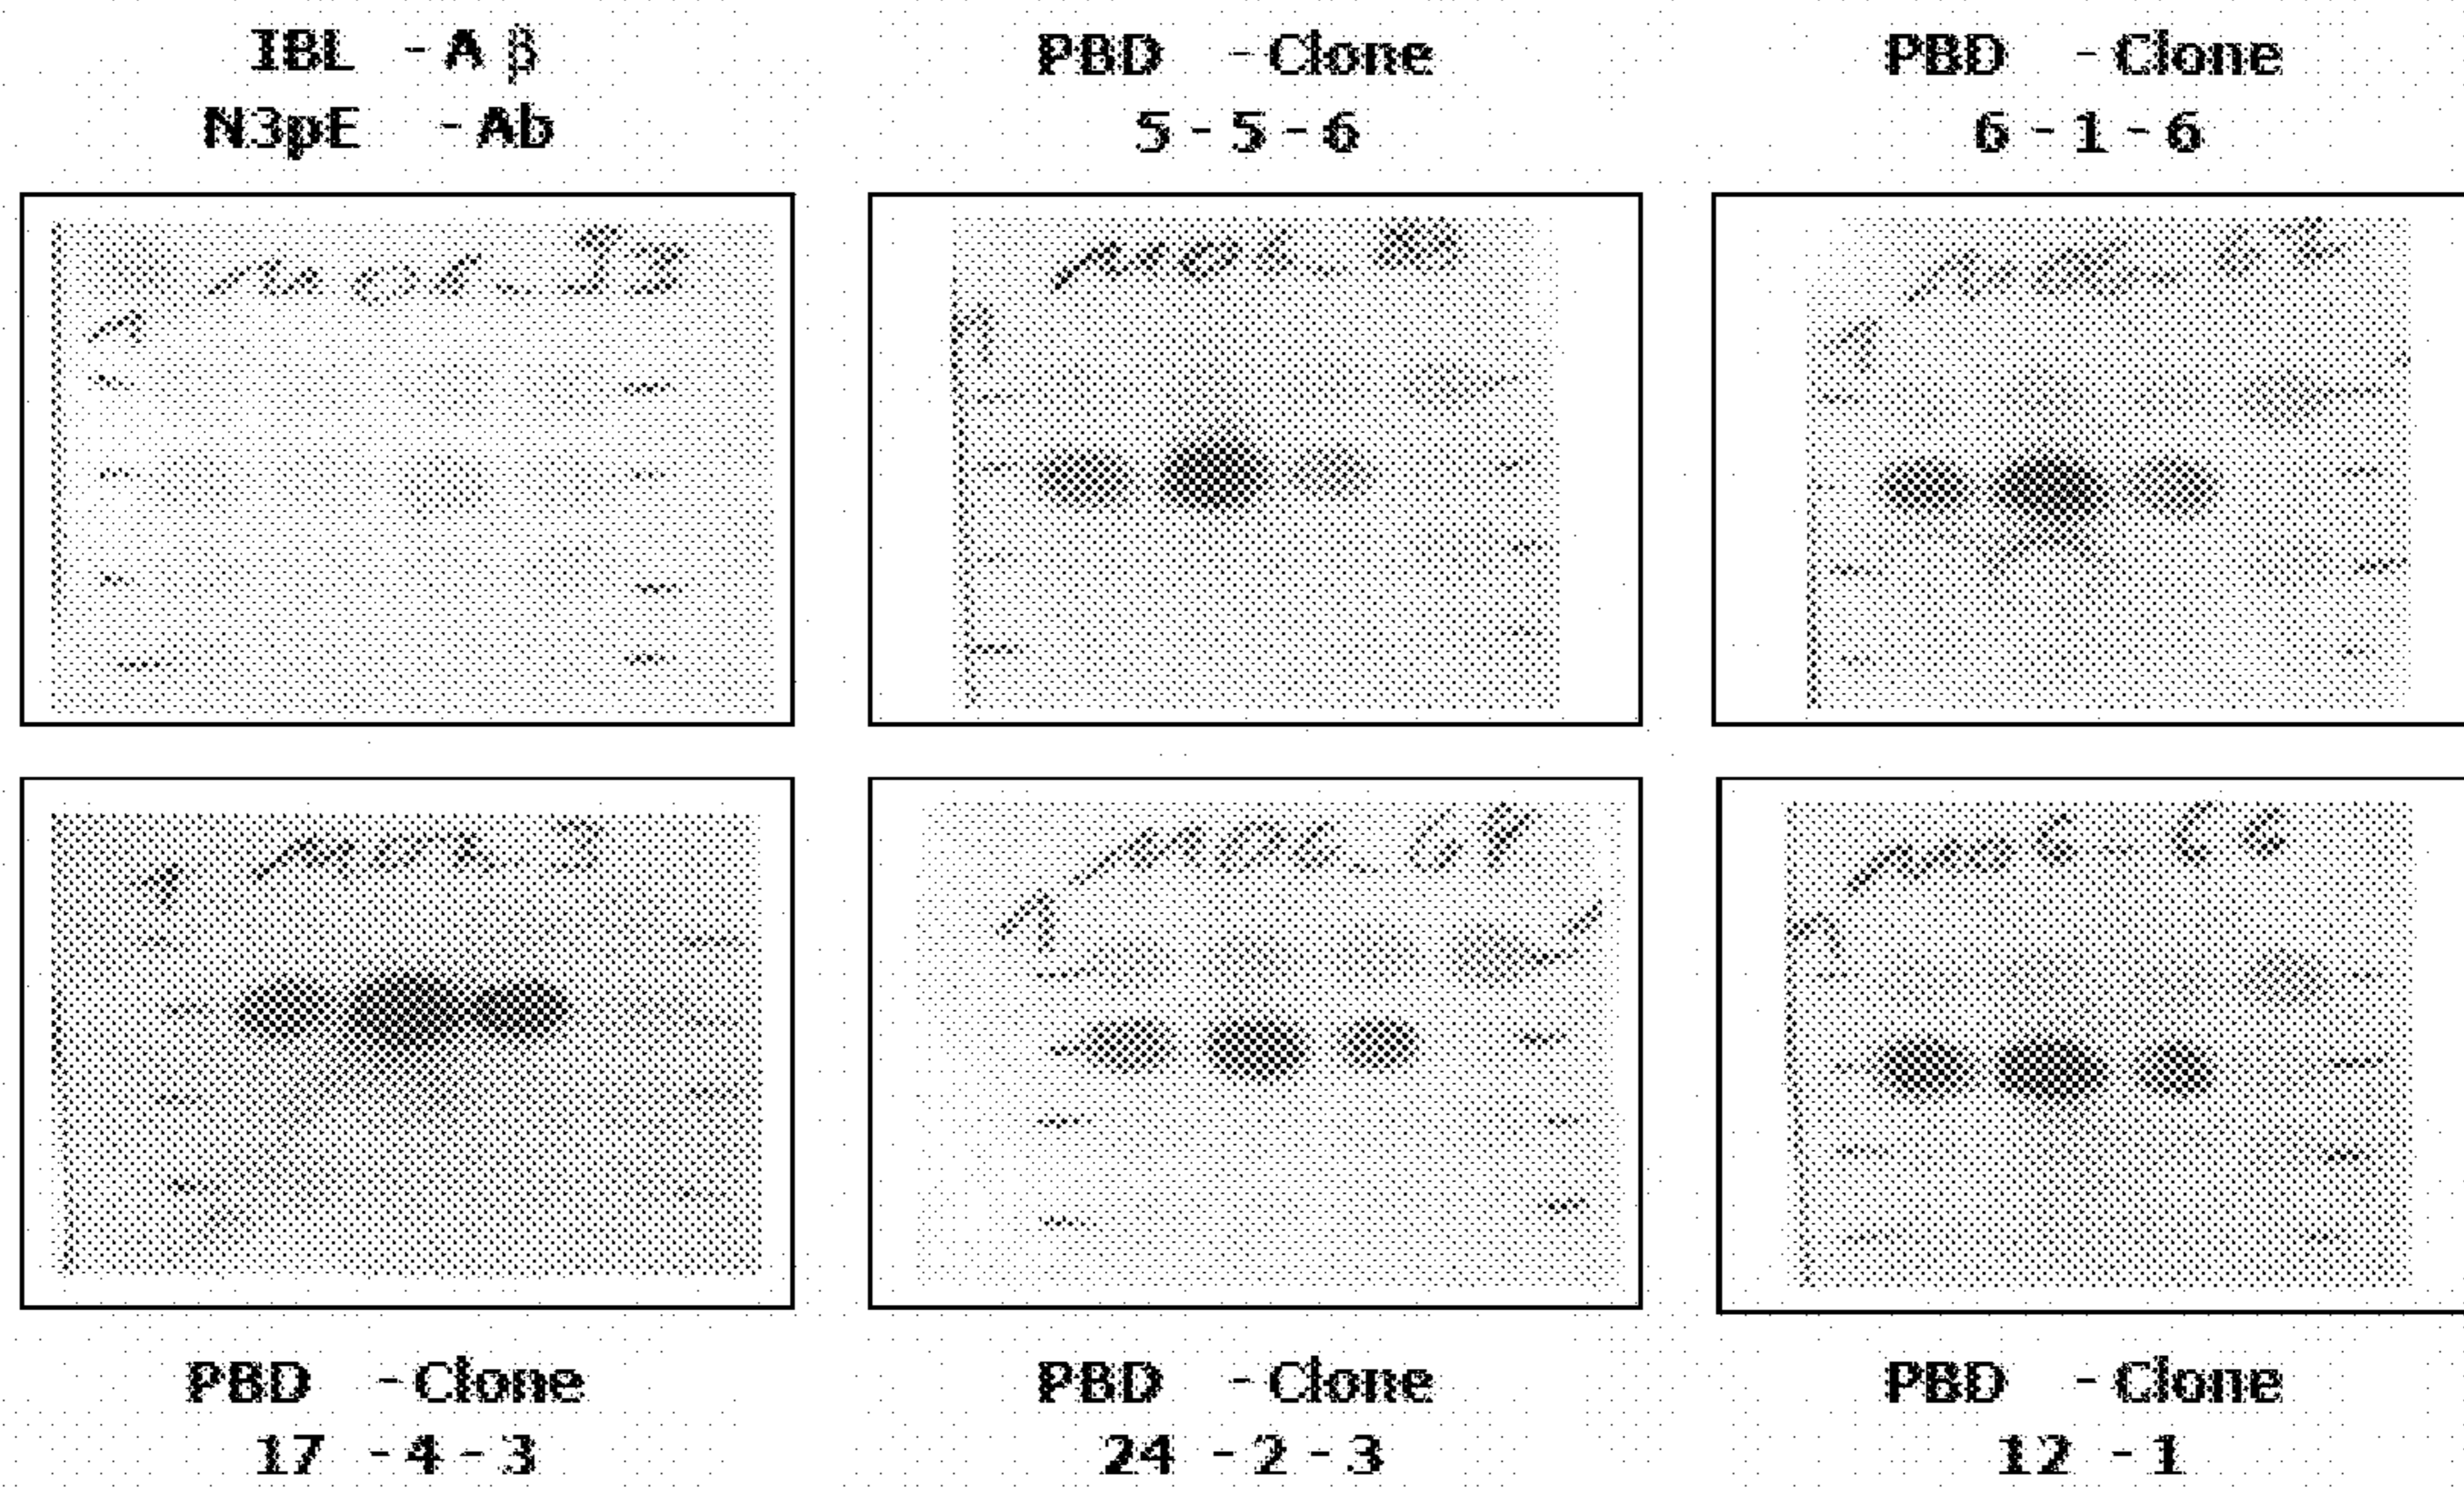 IBL - A β
N3pE - Ab
PBD - Clone
5 - 5 - 6
PBD - Clone
6 - 1 - 6
PBD - Clone
17 - 4 - 3
PBD - Clone
24 - 2 - 3
PBD - Clone
12 - 1